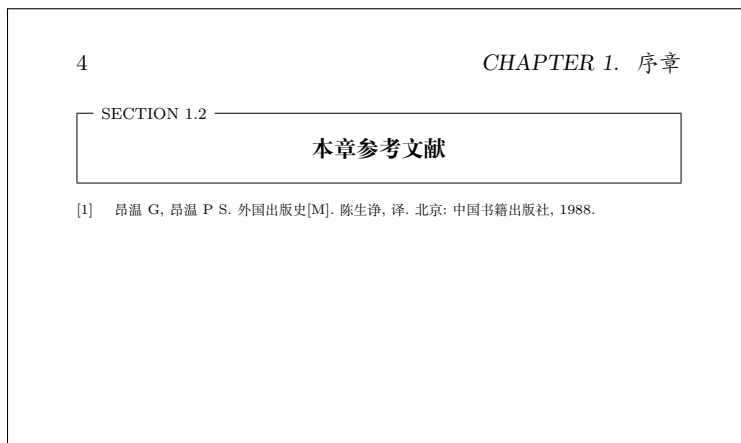 4 CHAPTER 1. 序章
SECTION 1.2
本章参考文献
[1] 昂温 G, 昂温 P S. 外国出版史[M]. 陈生诤, 译. 北京: 中国书籍出版社, 1988.